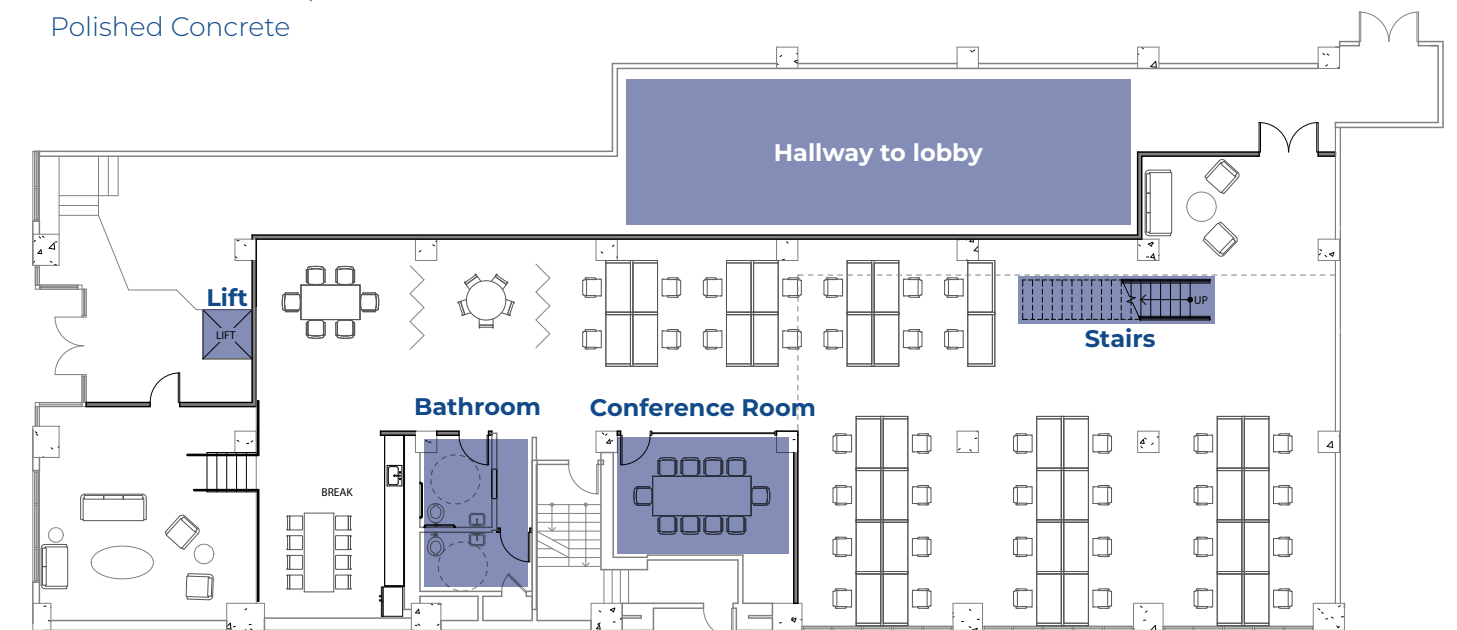 Polished Concrete
Hallway to lobby
Lift
LIFT
UP
Stairs
Bathroom
Conference Room
BREAK